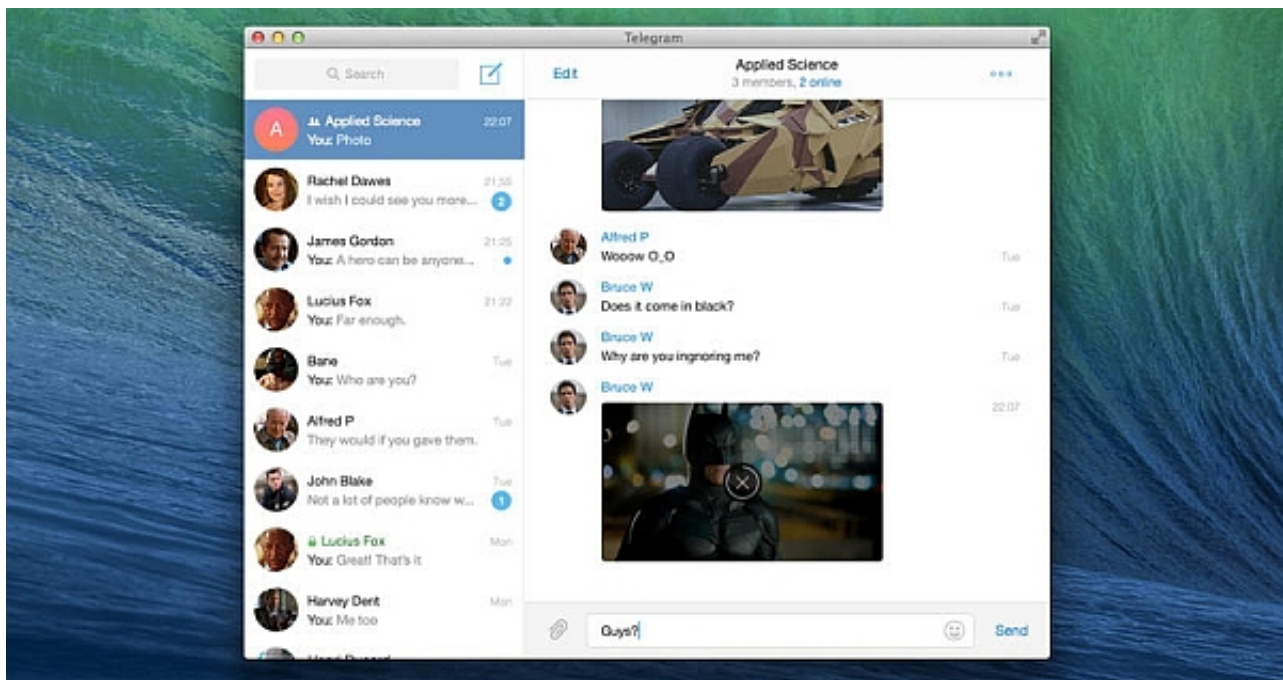 Telegram
Search
A
Applied Science 22:07
You: Photo
Rachel Dawes 21:55
I wish I could see you more... 2
James Gordon 21:25
You: A hero can be anyone...
Lucius Fox 21:22
You: Far enough.
Bane Tue
You: Who are you?
Alfred P Tue
They would if you gave them.
John Blake Tue
Not a lot of people know w... 1
Lucius Fox Mon
You: Great! That's it
Harvey Dent Mon
You: Me too
Edit
Applied Science
3 members, 2 online
Alfred P
Wooow O_O Tue
Bruce W
Does it come in black? Tue
Bruce W
Why are you ingnoring me? Tue
Bruce W
22:07
Guys?
Send